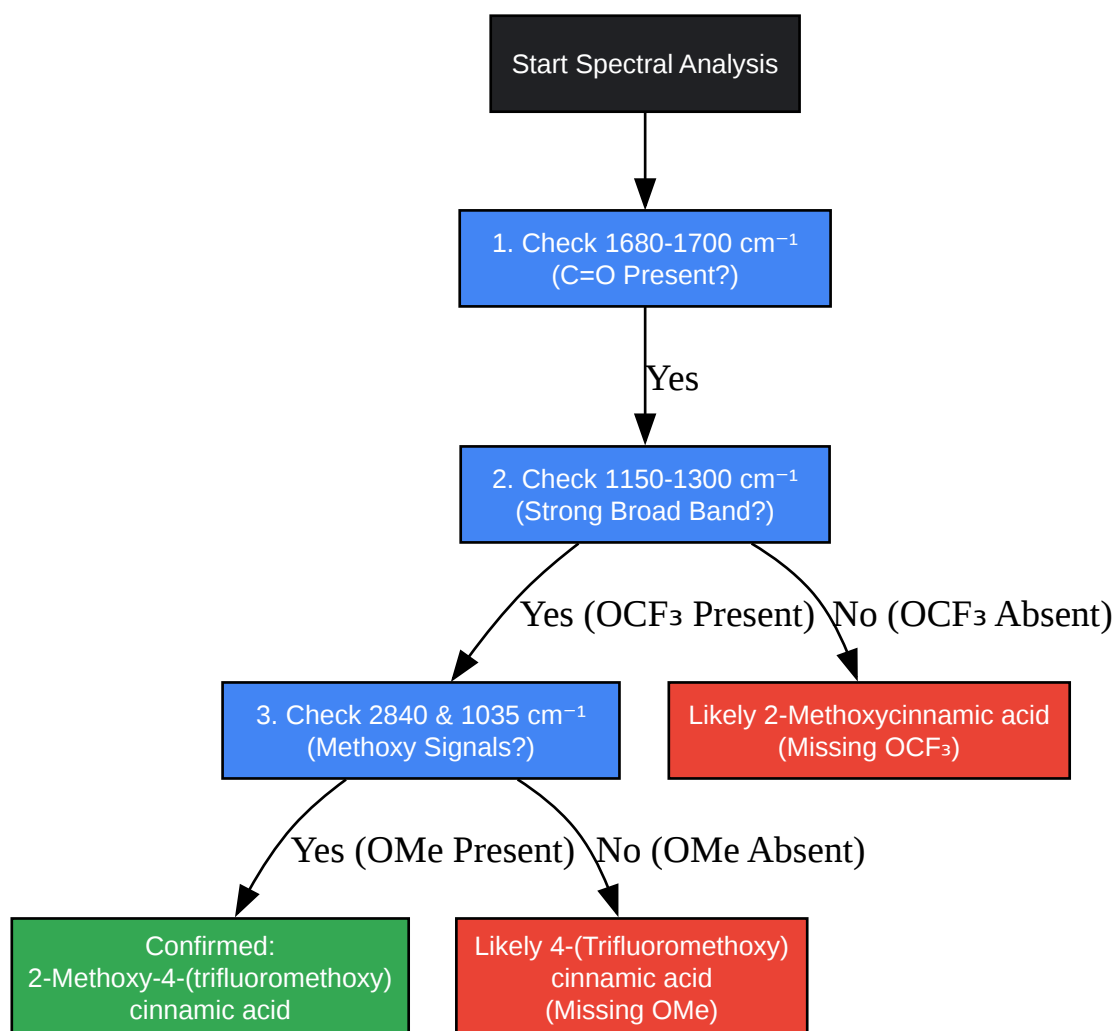 Start Spectral Analysis
1. Check 1680-1700 cm⁻¹
(C=O Present?)
Yes
2. Check 1150-1300 cm⁻¹
(Strong Broad Band?)
Yes (OCF₃ Present)
No (OCF₃ Absent)
3. Check 2840 & 1035 cm⁻¹
(Methoxy Signals?)
Likely 2-Methoxycinnamic acid
(Missing OCF₃)
Yes (OMe Present)
No (OMe Absent)
Confirmed:
2-Methoxy-4-(trifluoromethoxy)
cinnamic acid
Likely 4-(Trifluoromethoxy)
cinnamic acid
(Missing OMe)